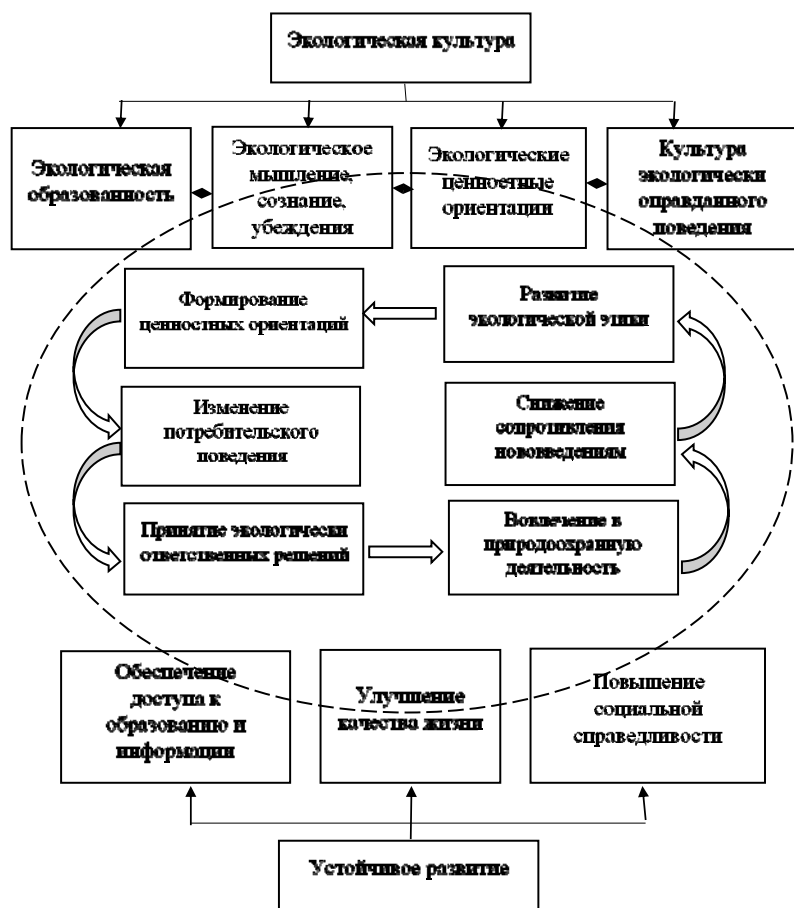 Экологическая культура
Экологическая
образованность
Экологическое
мышление,
сознание,
убеждения
Экологические
ценностные
ориентации
Культура
экологически
оправданного
поведения
Формирование
ценностных ориентаций
Развитие
экологической этики
Изменение
потребительского
поведения
Снижение
сопротивления
нововведениям
Принятие экологически
ответственных решений
Вовлечение в
природоохранную
деятельность
Обеспечение
доступа к
образованию и
информации
Улучшение
качества жизни
Повышение
социальной
справедливости
Устойчивое развитие